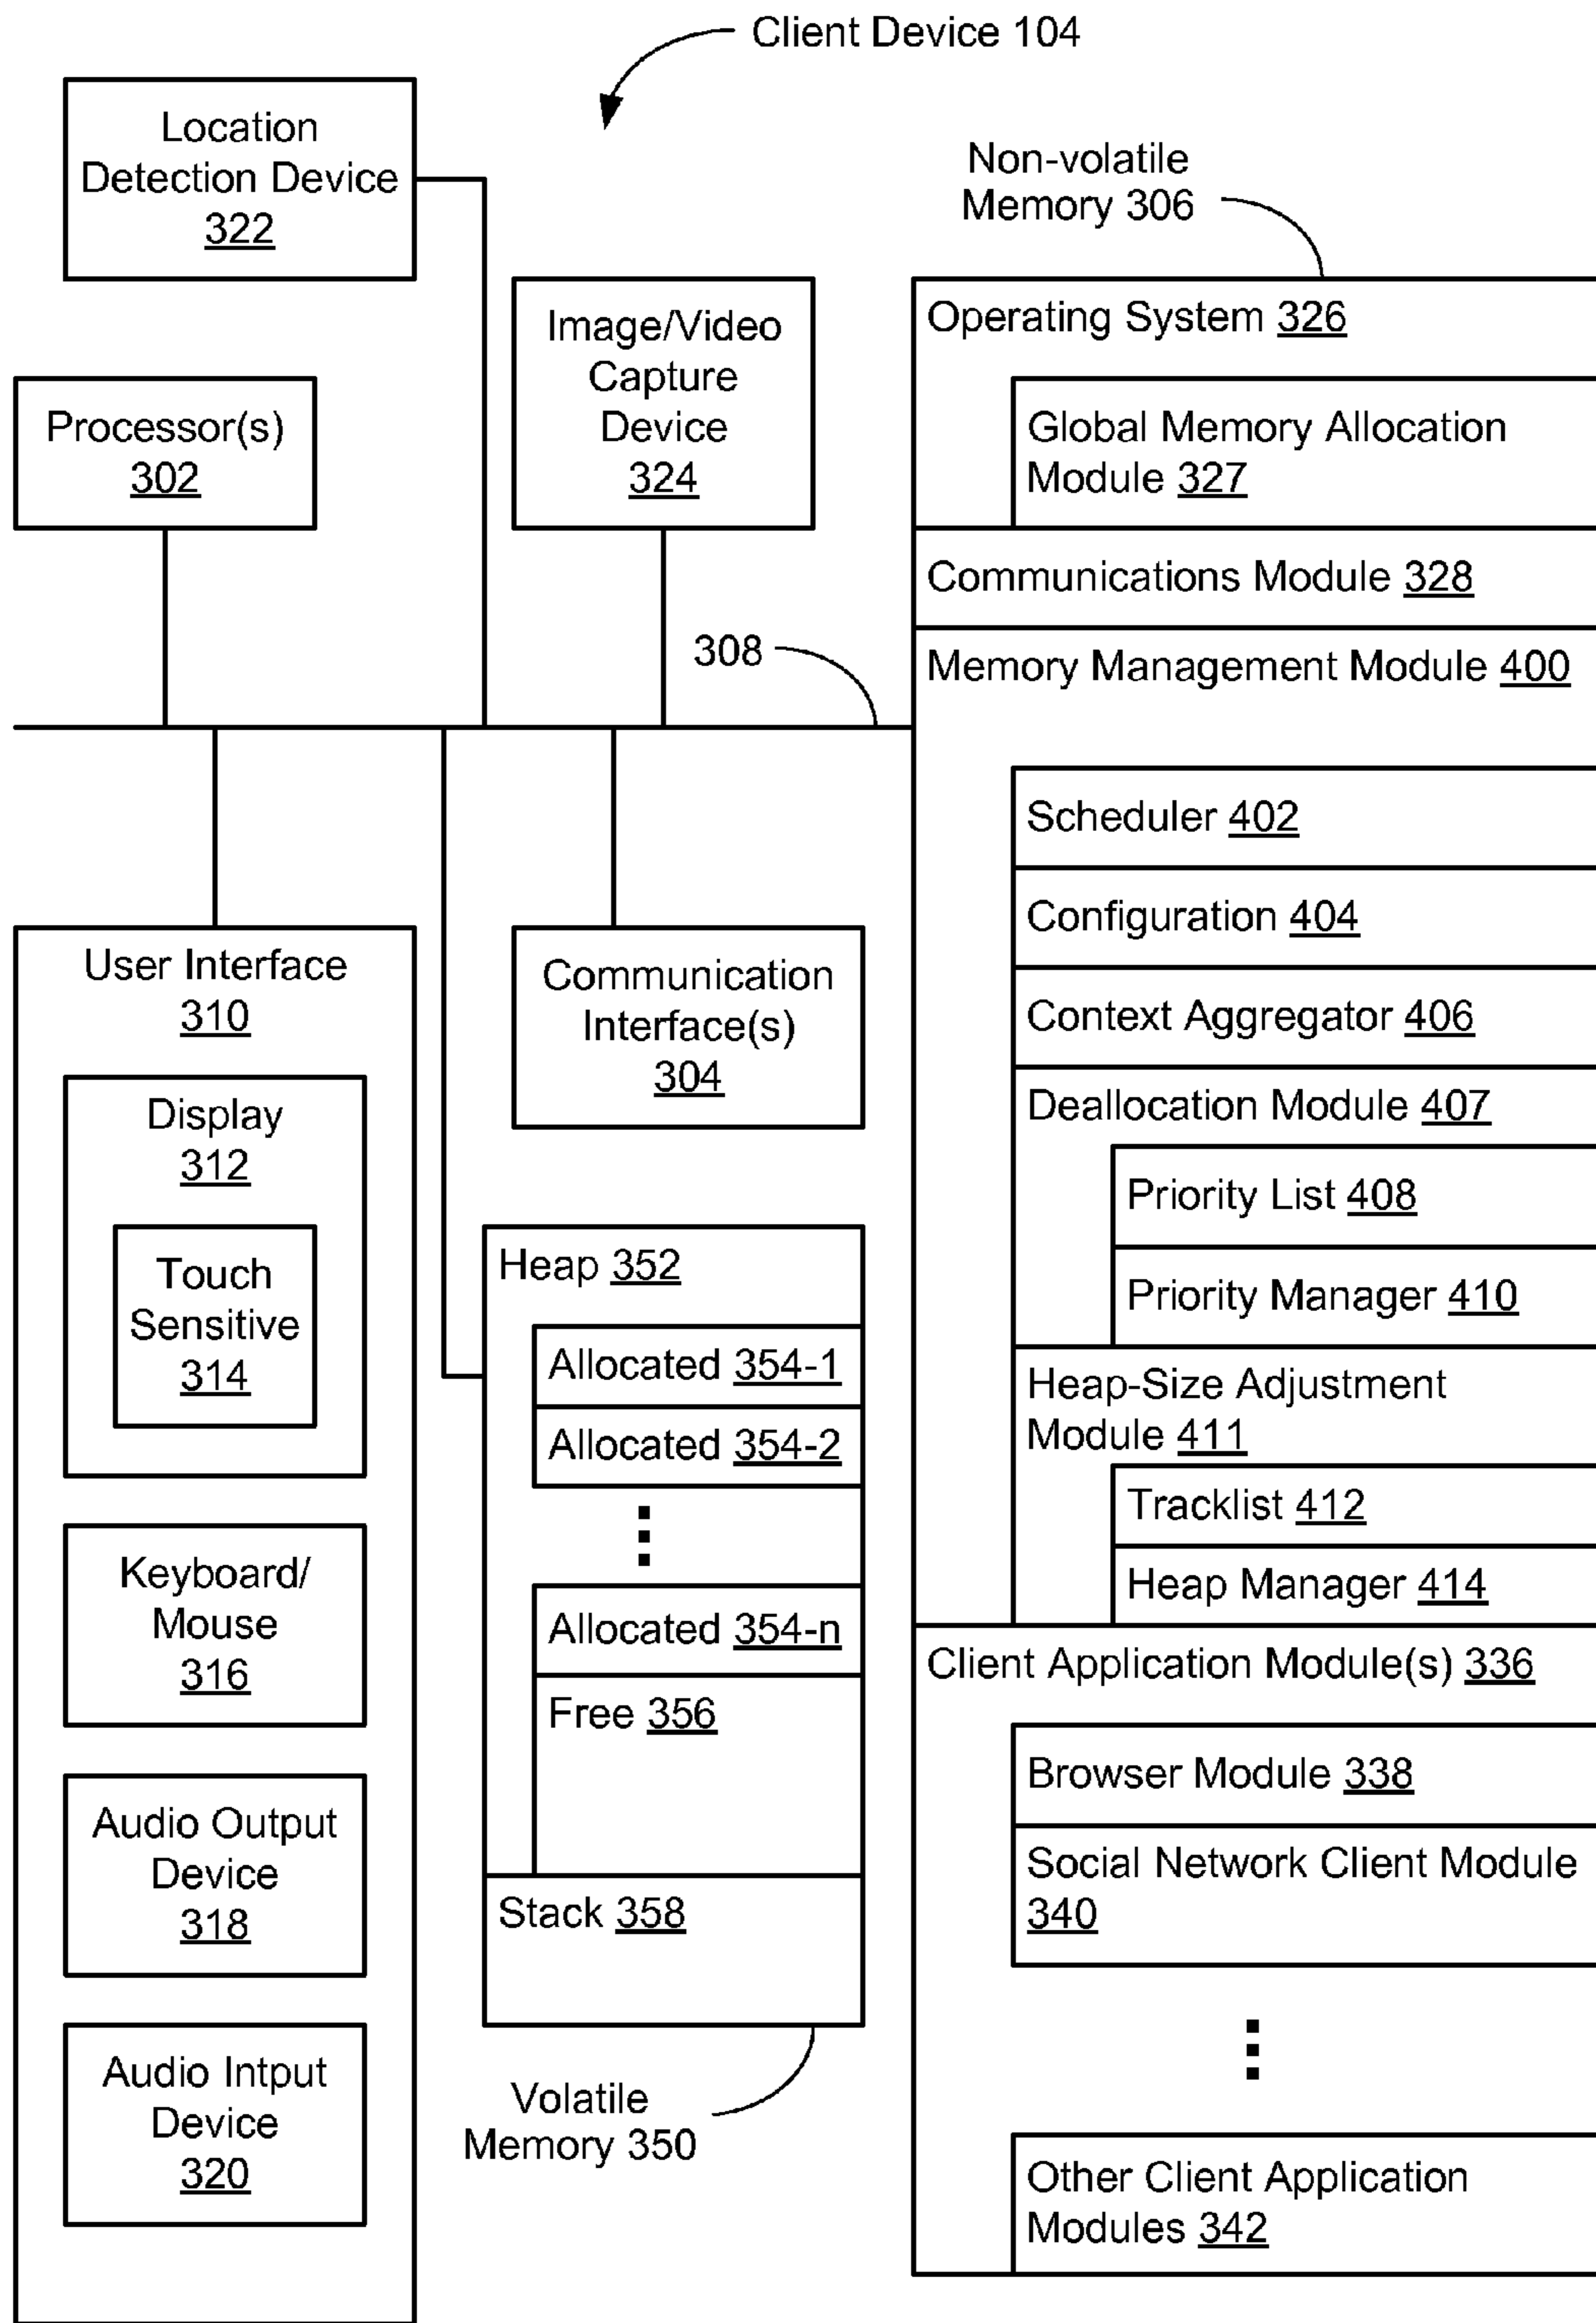 Client Device 104
Location
Detection Device
322
Non-volatile
Memory 306
Image/Video
Capture
Device
324
Processor(s)
302
308
Operating System 326
Global Memory Allocation
Module 327
Communications Module 328
Memory Management Module 400
Scheduler 402
Configuration 404
Context Aggregator 406
Deallocation Module 407
Priority List 408
Priority Manager 410
Heap-Size Adjustment
Module 411
Tracklist 412
Heap Manager 414
Client Application Module(s) 336
Browser Module 338
Social Network Client Module
340
Other Client Application
Modules 342
User Interface
310
Display
312
Touch
Sensitive
314
Keyboard/
Mouse
316
Audio Output
Device
318
Audio Intput
Device
320
Communication
Interface(s)
304
Heap 352
Allocated 354-1
Allocated 354-2
Allocated 354-n
Free 356
Stack 358
Volatile
Memory 350